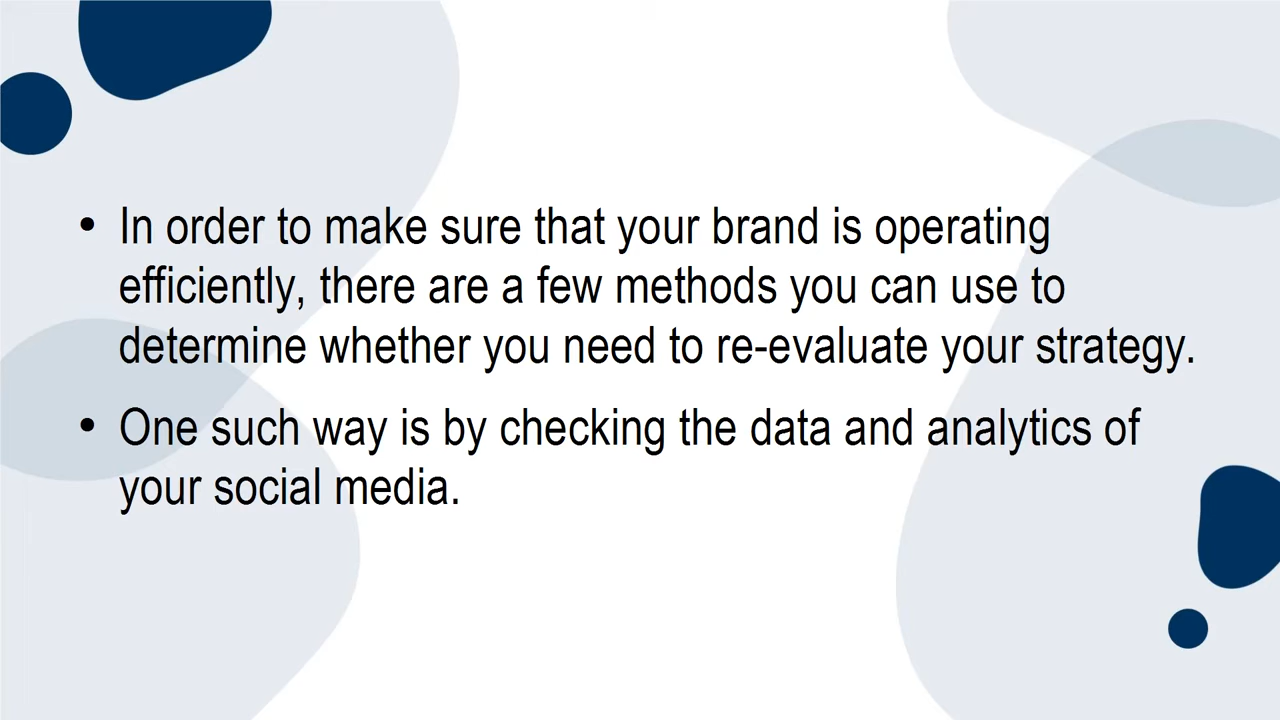 • In order to make sure that your brand is operating
efficiently, there are a few methods you can use to
determine whether you need to re-evaluate your strategy.
• One such way is by checking the data and analytics of
your social media.